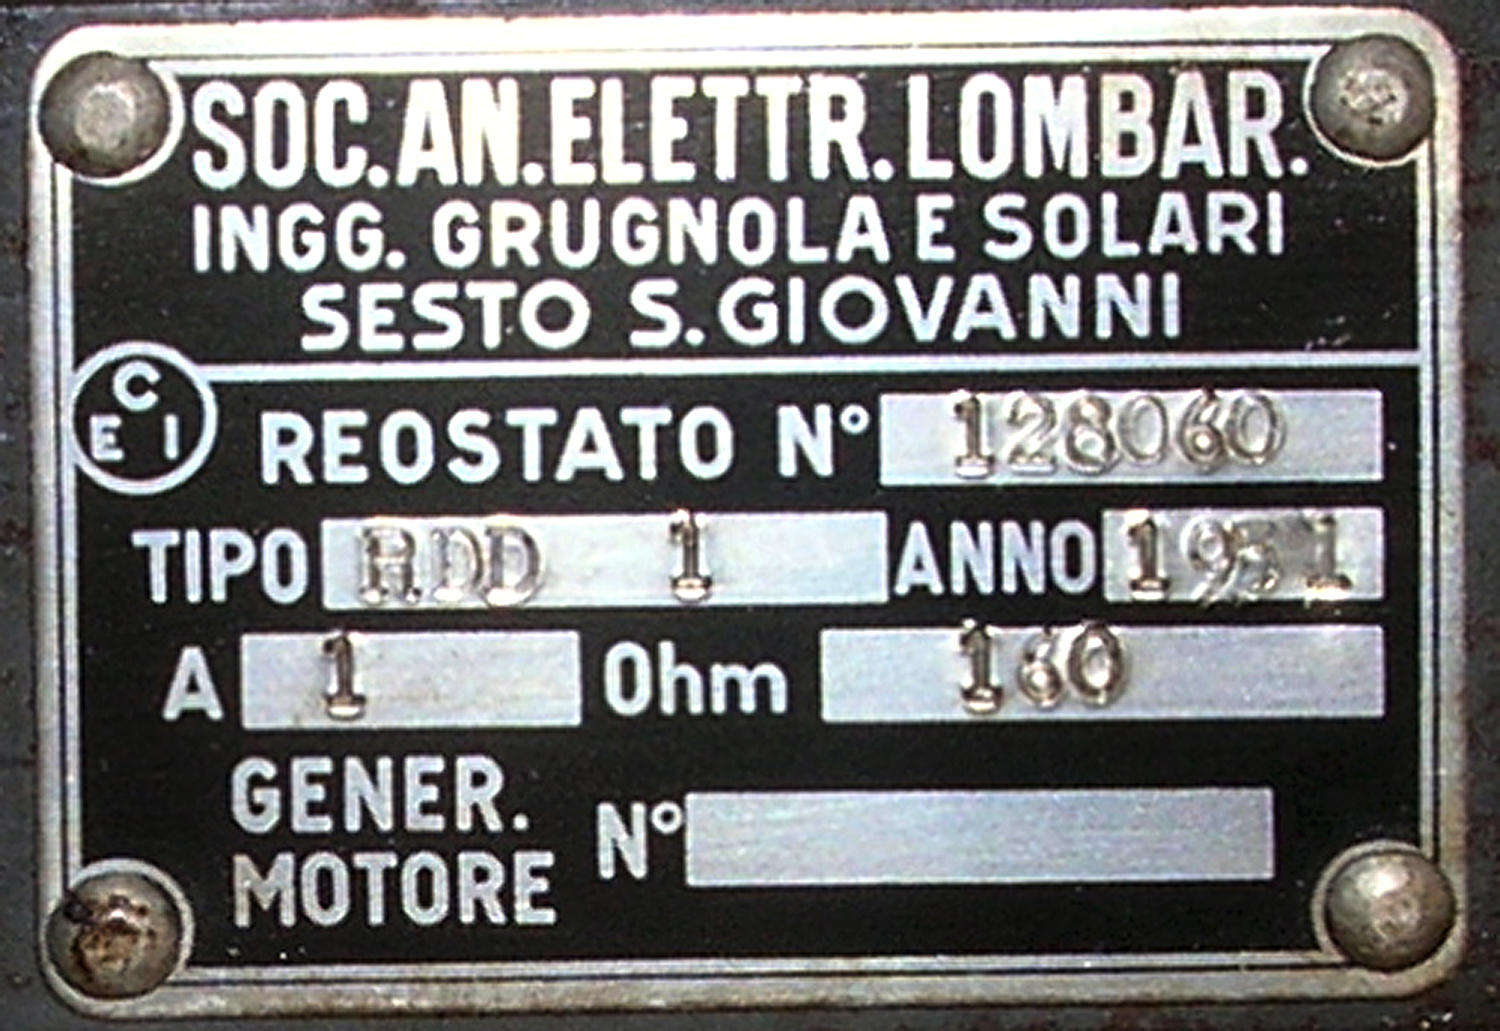 SOC.AN.ELETTR.LOMBAR.
INGG. GRUGNOLA E SOLARI
SESTO S.GIOVANNI
C
E I
REOSTATO N° 128060
TIPO RDD 1 ANNO 1951
A 1 Ohm 160
GENER.
MOTORE N°